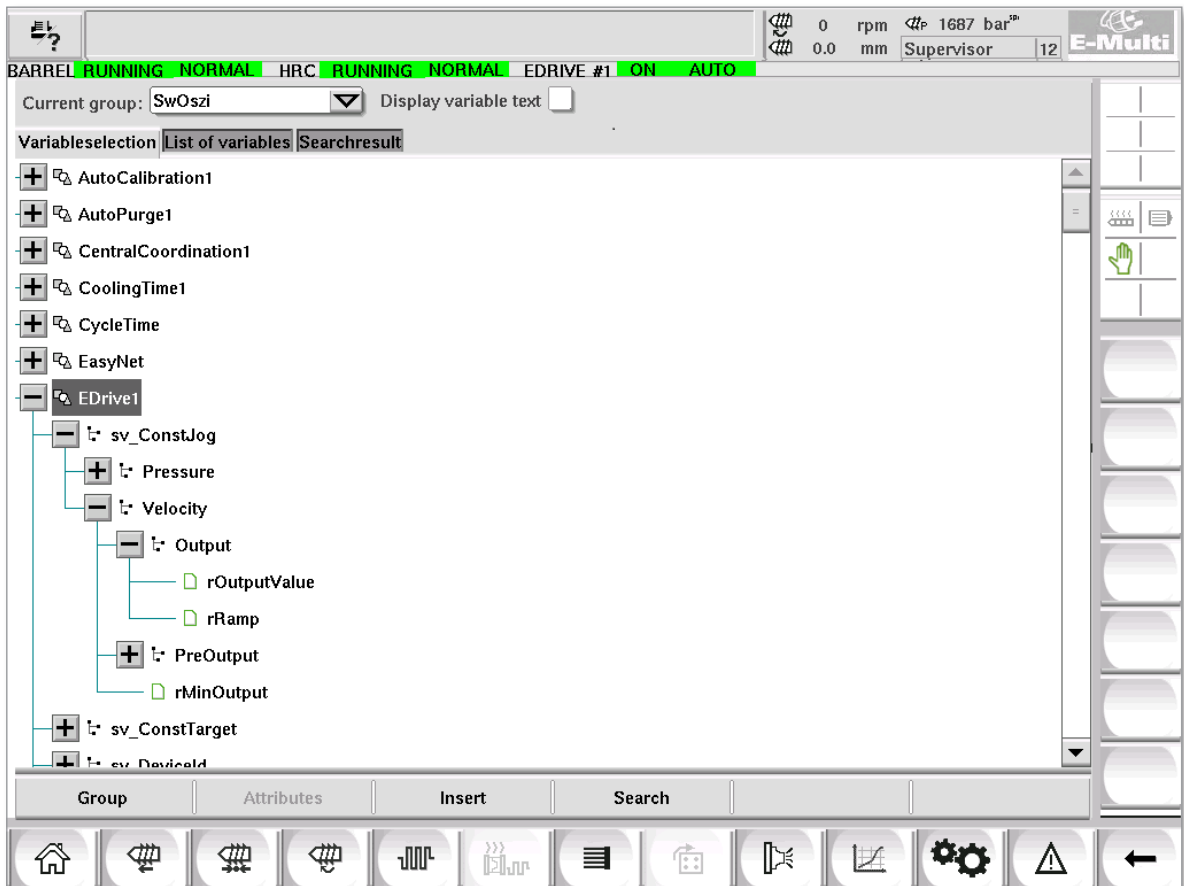 0 rpm P 1687 bar spi
0.0 mm Supervisor 12 E-Multi
BARREL RUNNING NORMAL HRC RUNNING NORMAL EDRIVE #1 ON AUTO
Current group: SwOszi Display variable text
Variableselection List of variables Searchresult
AutoCalibration1
AutoPurge1
CentralCoordination1
CoolingTime1
CycleTime
EasyNet
EDrive1
sv_ConstJog
Pressure
Velocity
Output
rOutputValue
rRamp
PreOutput
rMinOutput
sv_ConstTarget
sv_DeviceId
Group Attributes Insert Search